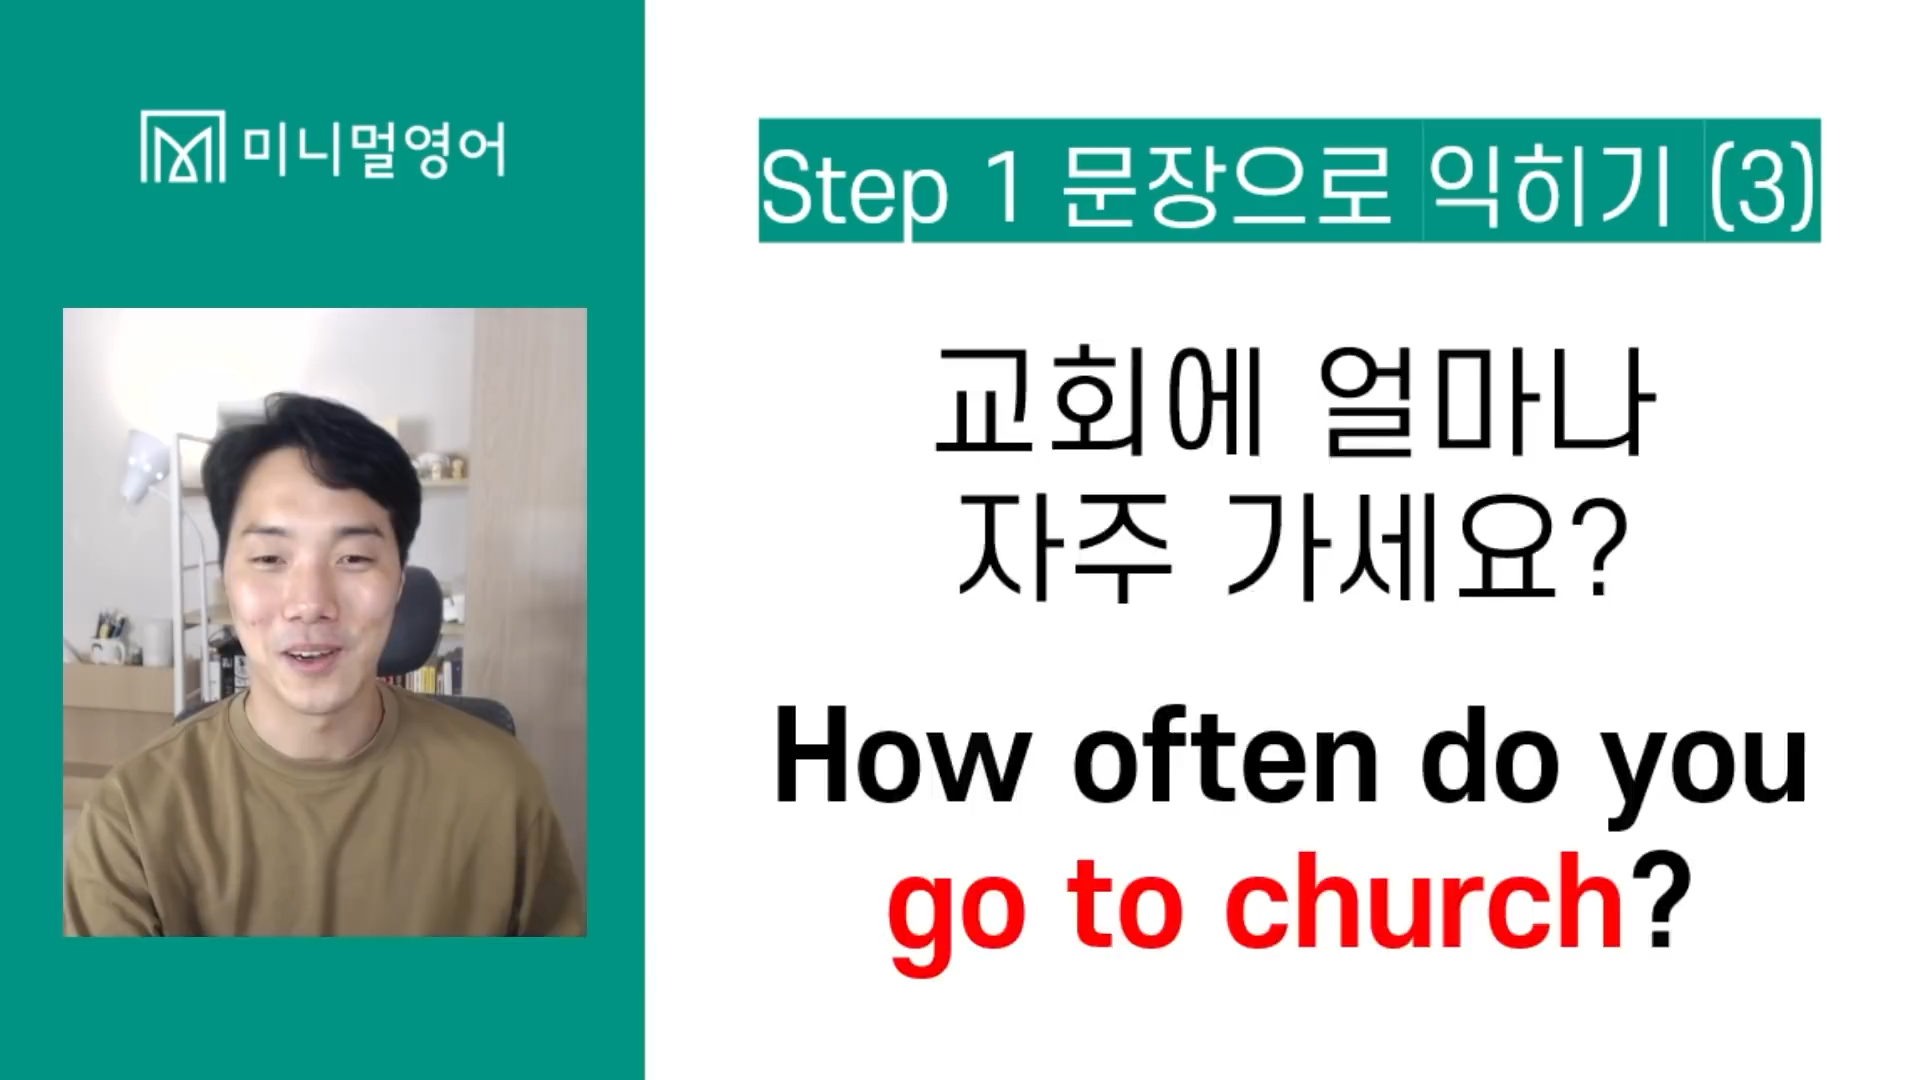 미니멀영어
Step 1 문장으로 익히기 (3)
교회에 얼마나
자주 가세요?
How often do you
go to church?